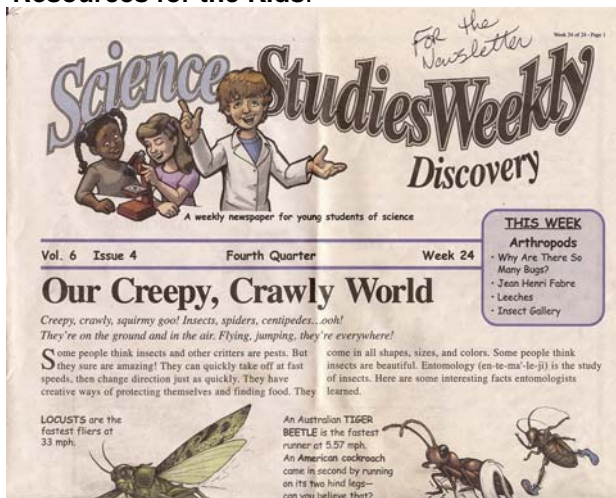 Resources for the Kids:
For the
Newsletter
Week 24 of 24 - Page 1
Science Studies Weekly
Discovery
A weekly newspaper for young students of science
THIS WEEK
Arthropods
• Why Are There So
Many Bugs?
• Jean Henri Fabre
• Leeches
• Insect Gallery
Vol. 6 Issue 4 Fourth Quarter Week 24
Our Creepy, Crawly World
Creepy, crawly, squirmy goo! Insects, spiders, centipedes...ooh!
They're on the ground and in the air. Flying, jumping, they're everywhere!
Some people think insects and other critters are pests. But
they sure are amazing! They can quickly take off at fast
speeds, then change direction just as quickly. They have
creative ways of protecting themselves and finding food. They
come in all shapes, sizes, and colors. Some people think
insects are beautiful. Entomology (en-te-ma'-le-ji) is the study
of insects. Here are some interesting facts entomologists
learned.
LOCUSTS are the
fastest fliers at
33 mph.
An Australian TIGER
BEETLE is the fastest
runner at 5.57 mph.
An American cockroach
came in second by running
on its two hind legs—
can you believe that?